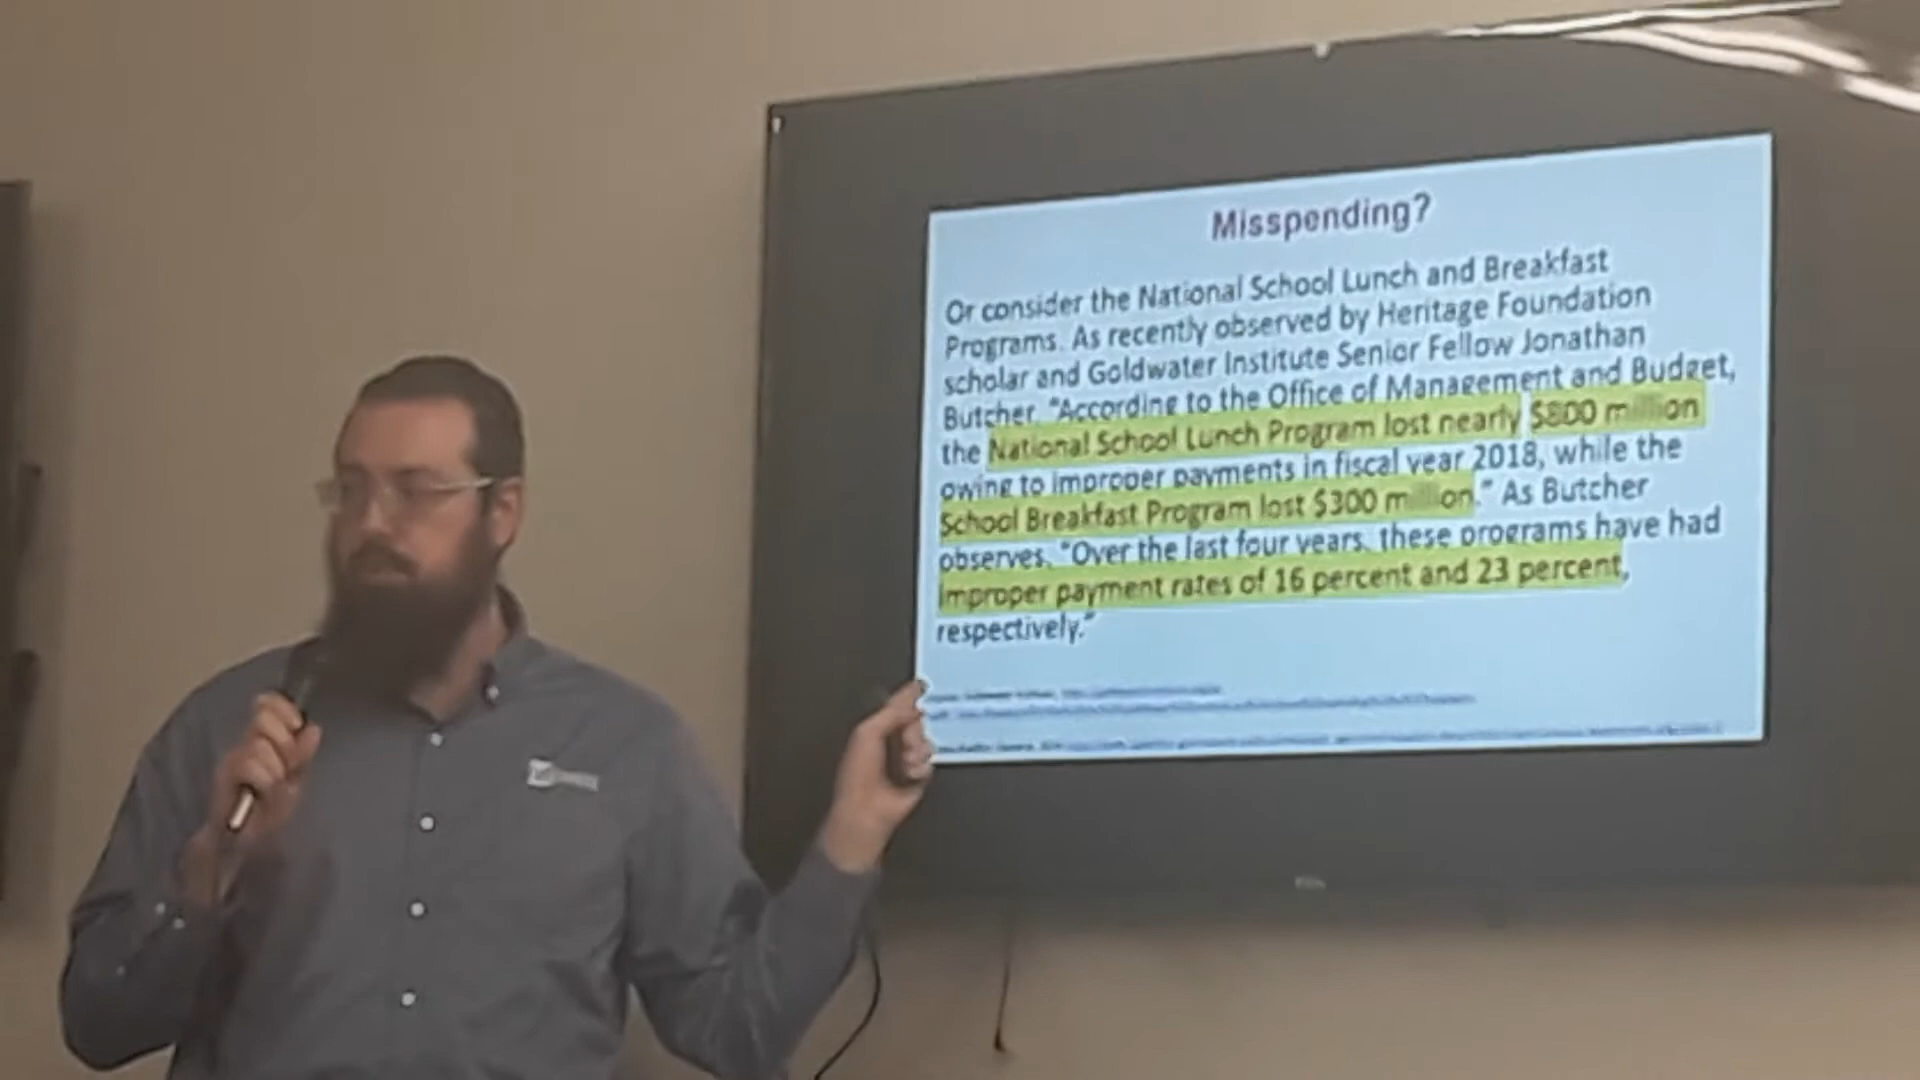 Misspending?
Or consider the National School Lunch and Breakfast
Programs. As recently observed by Heritage Foundation
scholar and Goldwater Institute Senior Fellow Jonathan
Butcher, "According to the Office of Management and Budget,
the National School Lunch Program lost nearly $800 million
owing to improper payments in fiscal year 2018, while the
School Breakfast Program lost $300 million." As Butcher
observes, "Over the last four years, these programs have had
improper payment rates of 16 percent and 23 percent,
respectively."